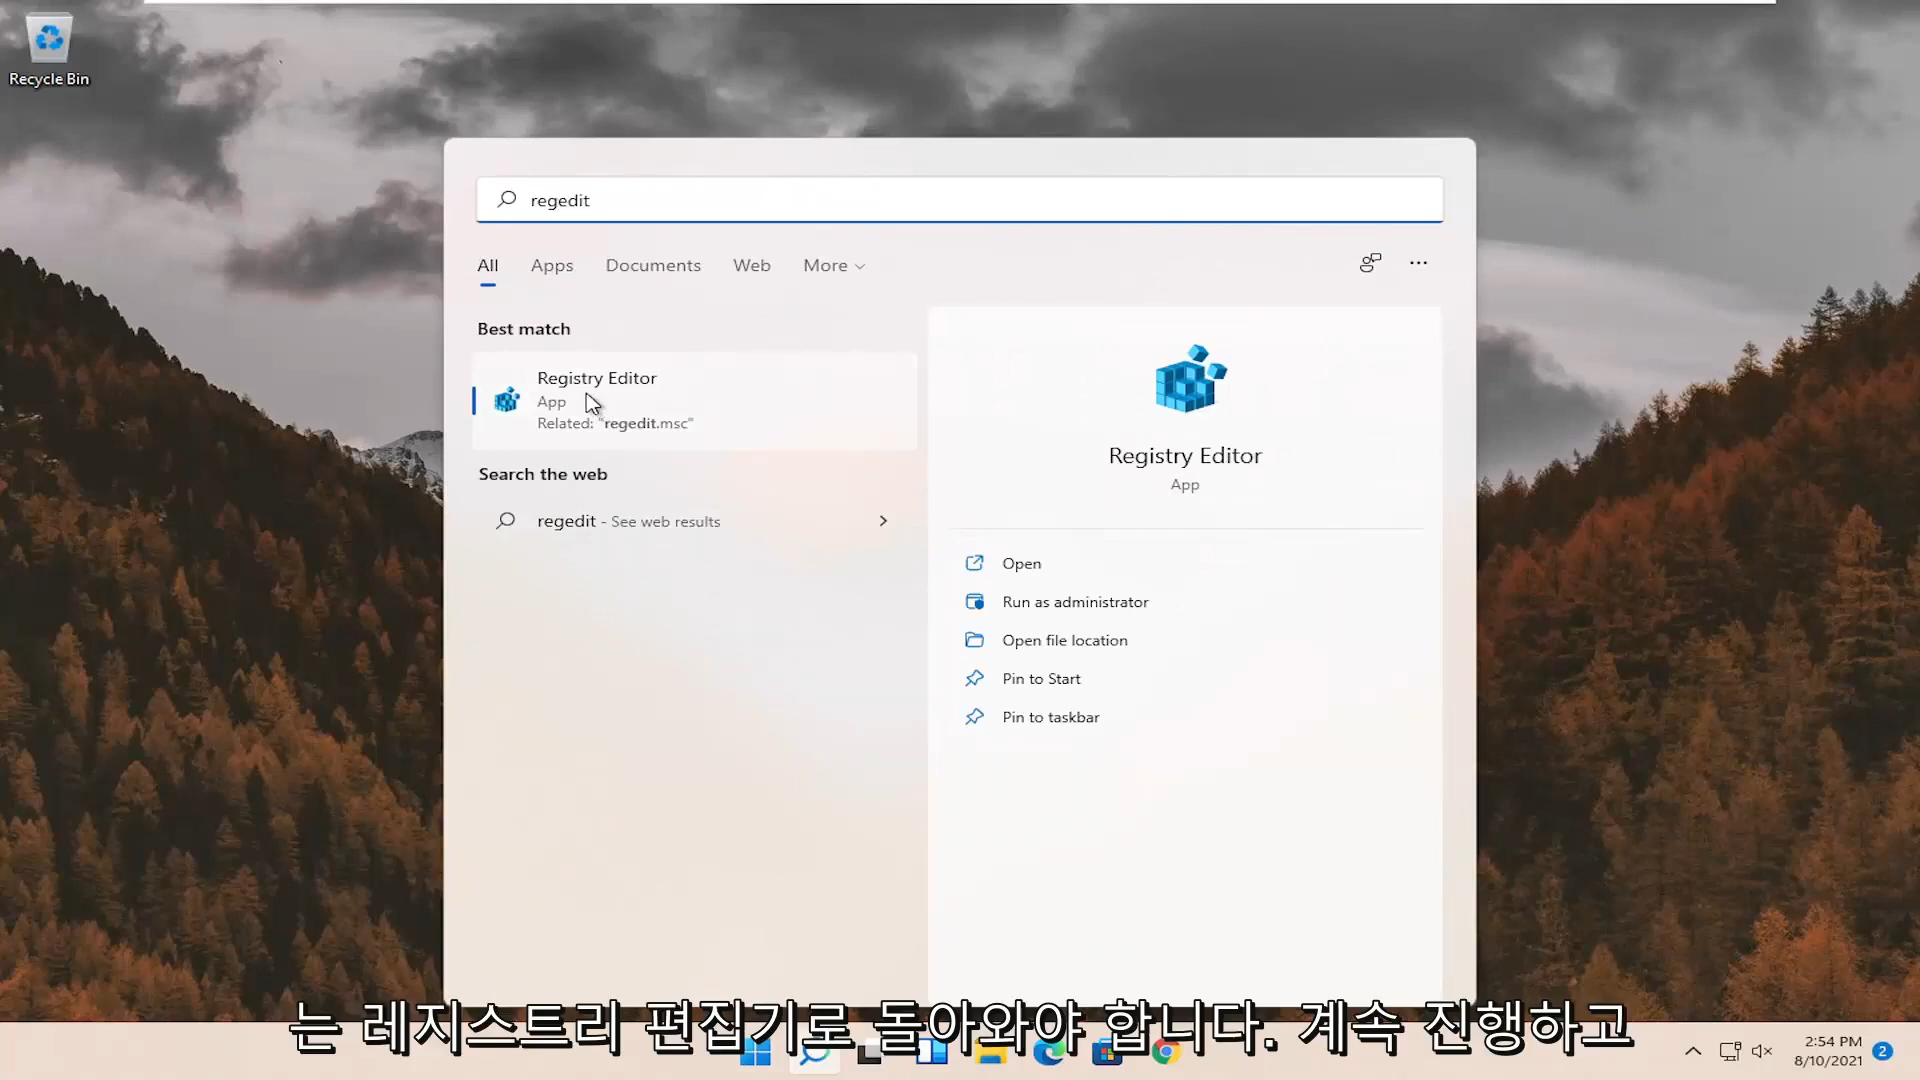 Recycle Bin
regedit
All Apps Documents Web More
Best match
Registry Editor
App
Related: "regedit.msc"
Search the web
regedit - See web results
Registry Editor
App
Open
Run as administrator
Open file location
Pin to Start
Pin to taskbar
는 레지스트리 편집기로 돌아와야 합니다. 계속 진행하고
2:54 PM
8/10/2021
2